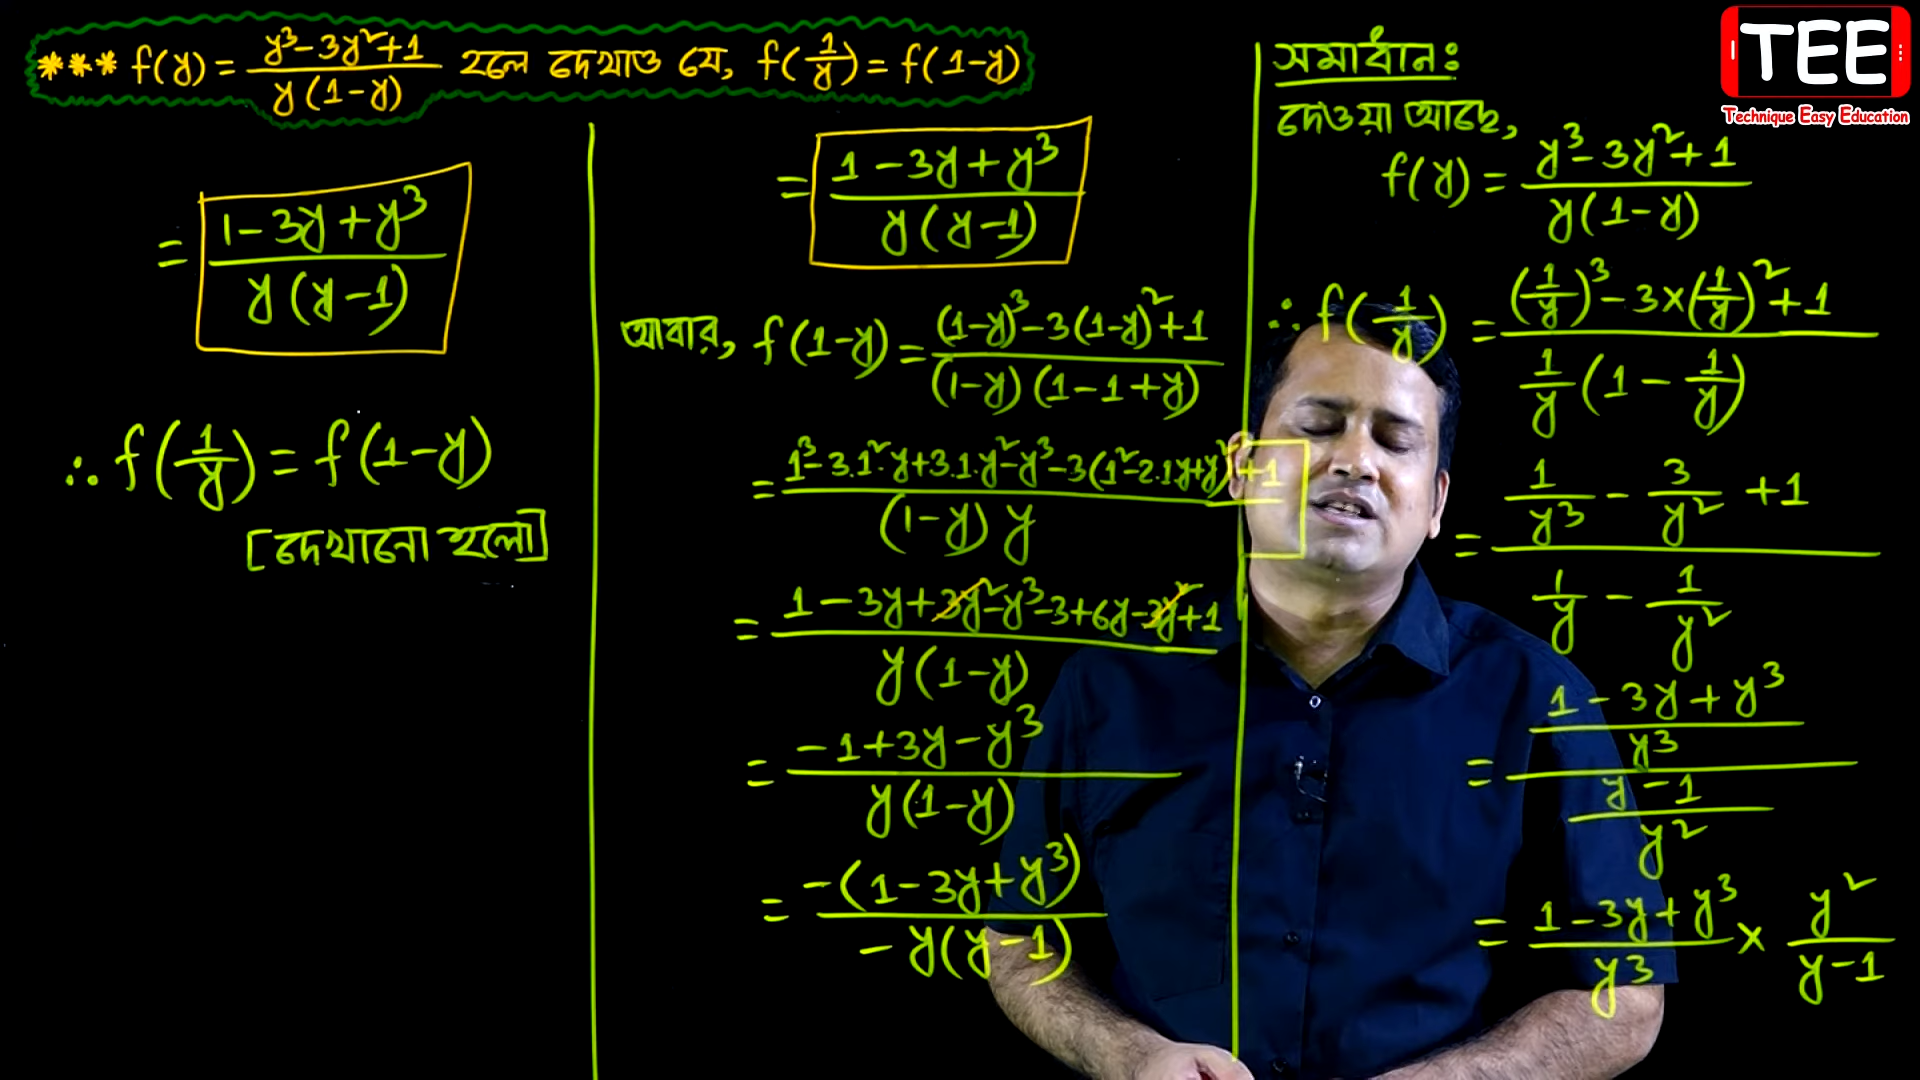 *** f(y) = (y³-3y²+1)/(y(1-y)) হলে দেখাও যে, f(1/y) = f(1-y)
TEE
Technique Easy Education
সমাধানঃ
দেওয়া আছে,
f(y) = (y³-3y²+1)/(y(1-y))
∴ f(1/y) = ((1/y)³-3×(1/y)²+1)/(1/y(1-1/y))
= (1/y³ - 3/y² +1)/(1/y - 1/y²)
= ((1-3y+y³)/y³)/((y-1)/y²)
= (1-3y+y³)/y³ × y²/(y-1)
= (1-3y+y³)/(y(y-1))
আবার, f(1-y) = ((1-y)³-3(1-y)²+1)/((1-y)(1-1+y))
= (1³-3.1².y+3.1.y²-y³-3(1²-2.1.y+y²)+1)/((1-y)y)
= (1-3y+3y²-y³-3+6y-3y²+1)/(y(1-y))
= (-1+3y-y³)/(y(1-y))
= (-(1-3y+y³))/(-y(y-1))
= (1-3y+y³)/(y(y-1))
∴ f(1/y) = f(1-y)
[দেখানো হলো]